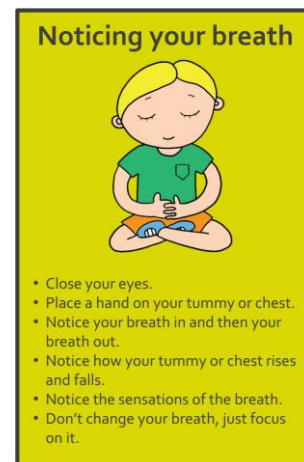 Noticing your breath
• Close your eyes.
• Place a hand on your tummy or chest.
• Notice your breath in and then your
breath out.
• Notice how your tummy or chest rises
and falls.
• Notice the sensations of the breath.
• Don’t change your breath, just focus
on it.